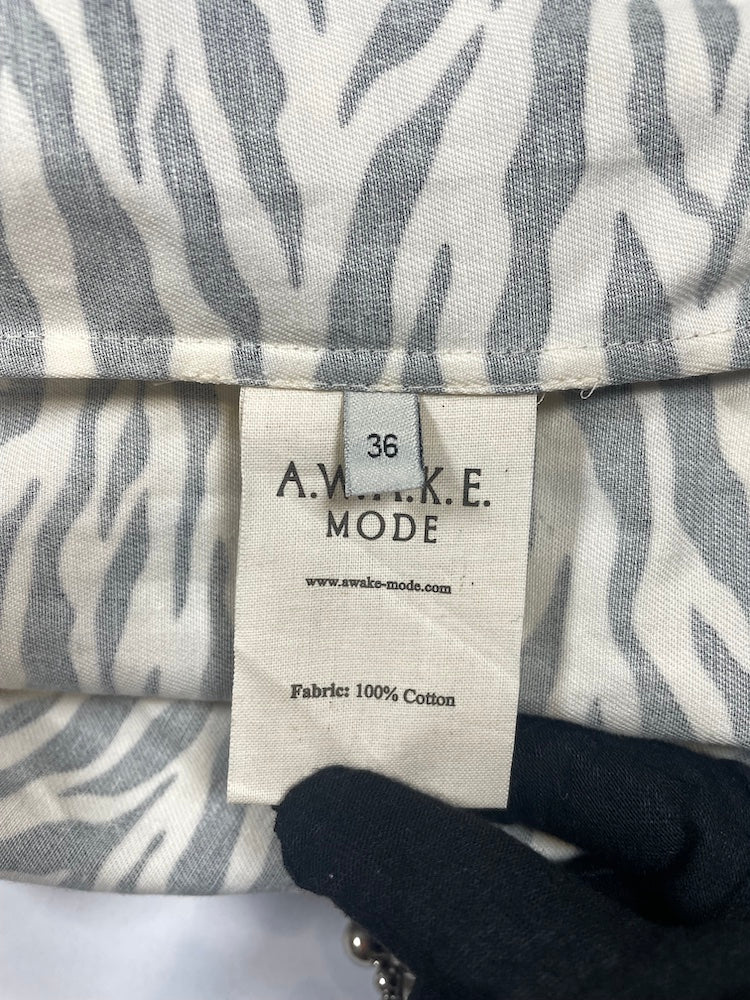 36
A.W.A.K.E.
MODE
www.awake-mode.com
Fabric: 100% Cotton